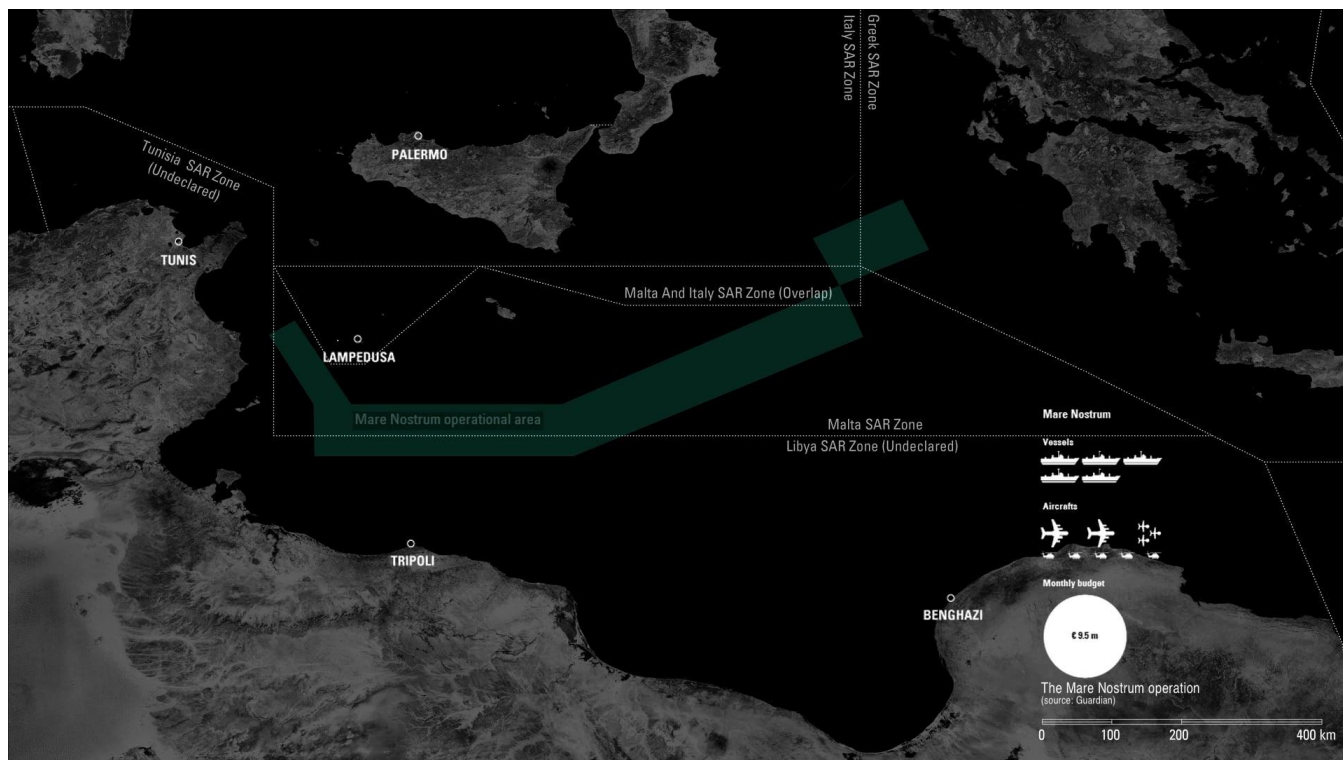 Italy SAR Zone
Greek SAR Zone
Tunisia SAR Zone
(Undeclared)
PALERMO
TUNIS
Malta And Italy SAR Zone (Overlap)
LAMPEDUSA
Mare Nostrum operational area
Malta SAR Zone
Libya SAR Zone (Undeclared)
TRIPOLI
BENGHAZI
Mare Nostrum
Vessels
Aircrafts
Monthly budget
€ 9.5 m
The Mare Nostrum operation
(source: Guardian)
0 100 200 400 km